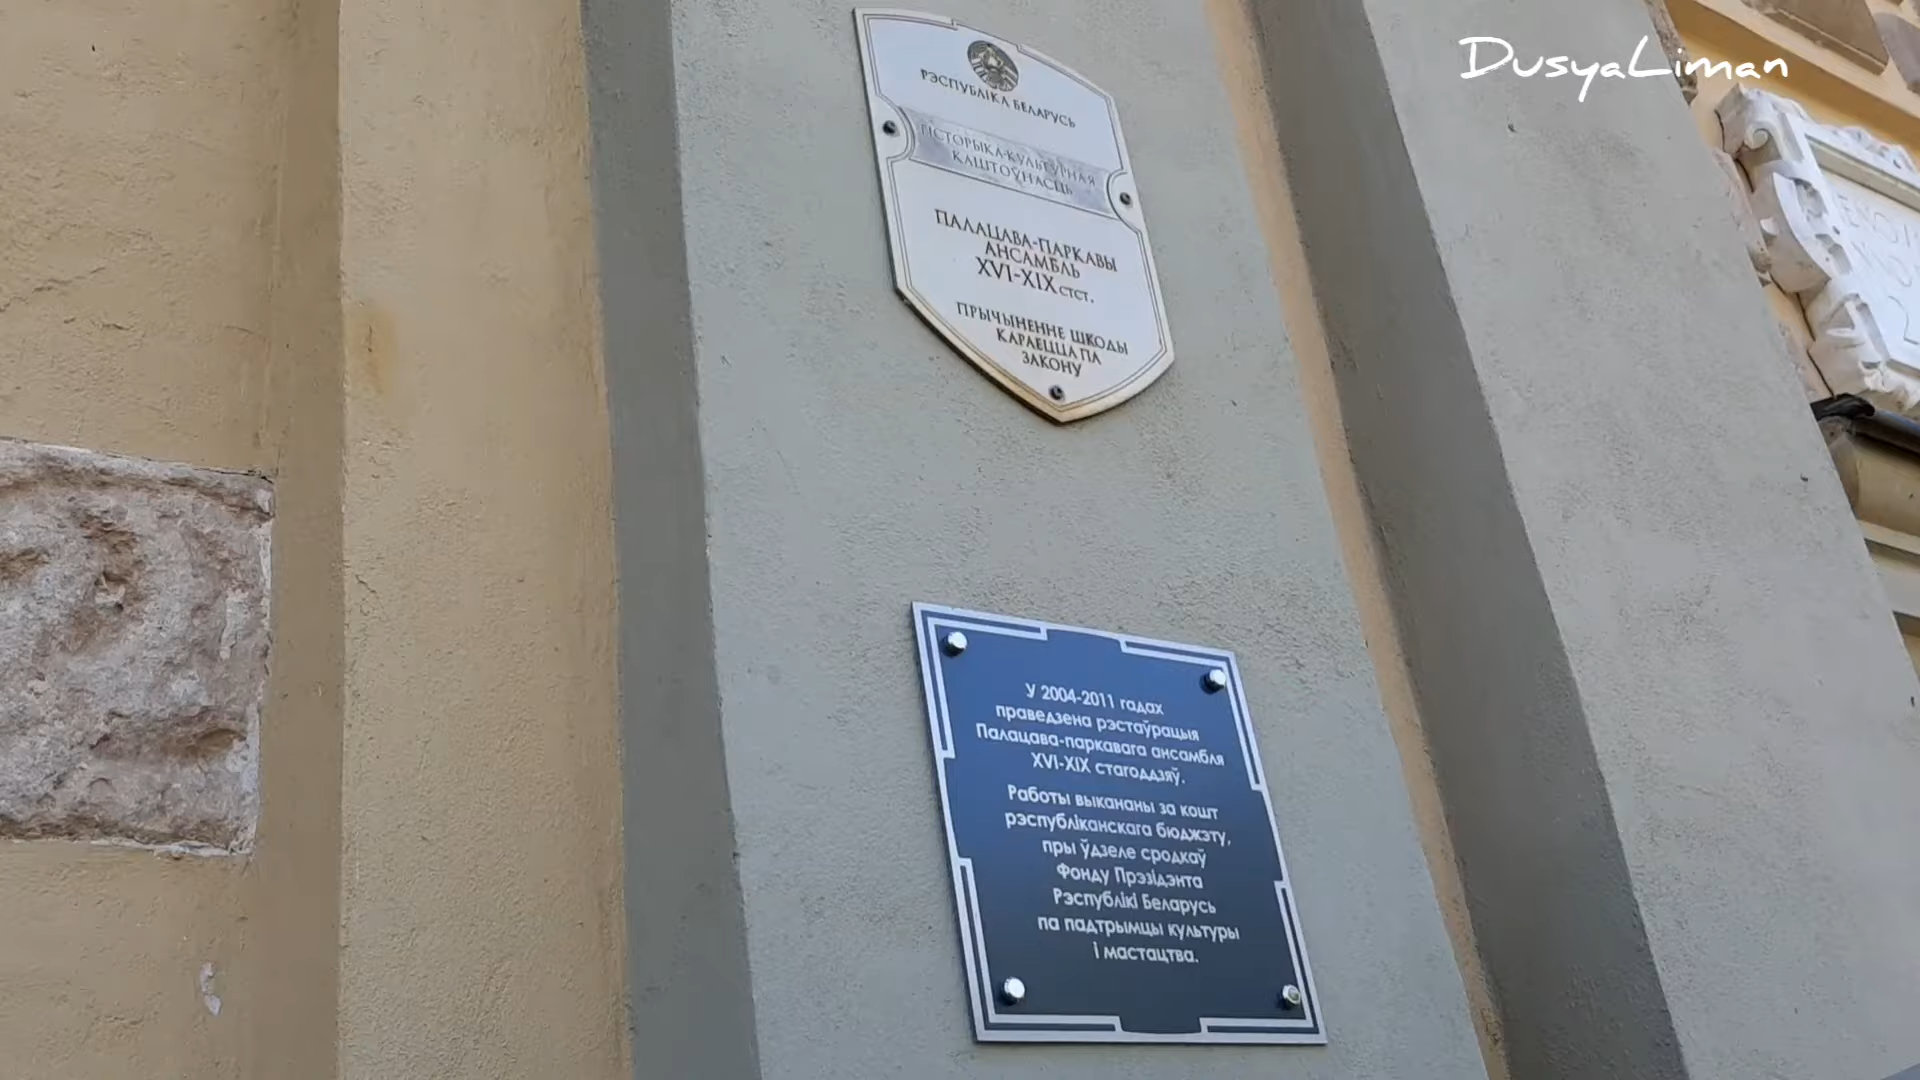 DusyaLiman
РЭСПУБЛІКА БЕЛАРУСЬ
ГІСТОРЫКА-КУЛЬТУРНАЯ
КАШТОЎНАСЦЬ
ПАЛАЦАВА-ПАРКАВЫ
АНСАМБЛЬ
XVI-XIX СТСТ.
ПРЫЧЫНЕННЕ ШКОДЫ
КАРАЕЦЦА ПА
ЗАКОНУ
У 2004-2011 гадах
праведзена рэстаўрацыя
Палацава-паркавага ансамбля
XVI-XIX стагоддзяў.
Работы выкананы за кошт
рэспубліканскага бюджэту,
пры ўдзеле сродкаў
Фонду Прэзідэнта
Рэспублікі Беларусь
па падтрымцы культуры
і мастацтва.